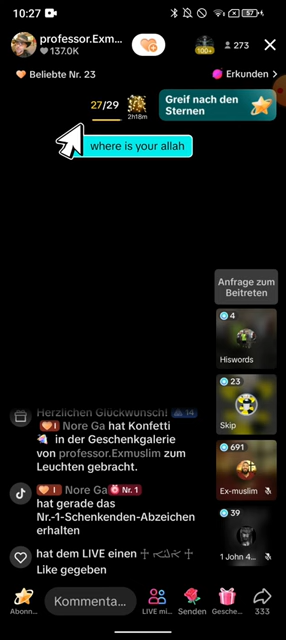 10:27
professor.Exm...
137.0K
100+
273
Beliebte Nr. 23
Erkunden >
27/29
2h18m
Greif nach den
Sternen
where is your allah
Anfrage zum
Beitreten
4
Hiswords
23
Skip
691
Ex-muslim
39
1 John 4...
Herzlichen Glückwunsch! 14
I Nore Ga hat Konfetti
in der Geschenkgalerie
von professor.Exmuslim zum
Leuchten gebracht.
I Nore Ga Nr. 1
hat gerade das
Nr.-1-Schenkenden-Abzeichen
erhalten
hat dem LIVE einen
Like gegeben
Abonn...
Kommenta...
LIVE mi...
Senden
Gesche...
333